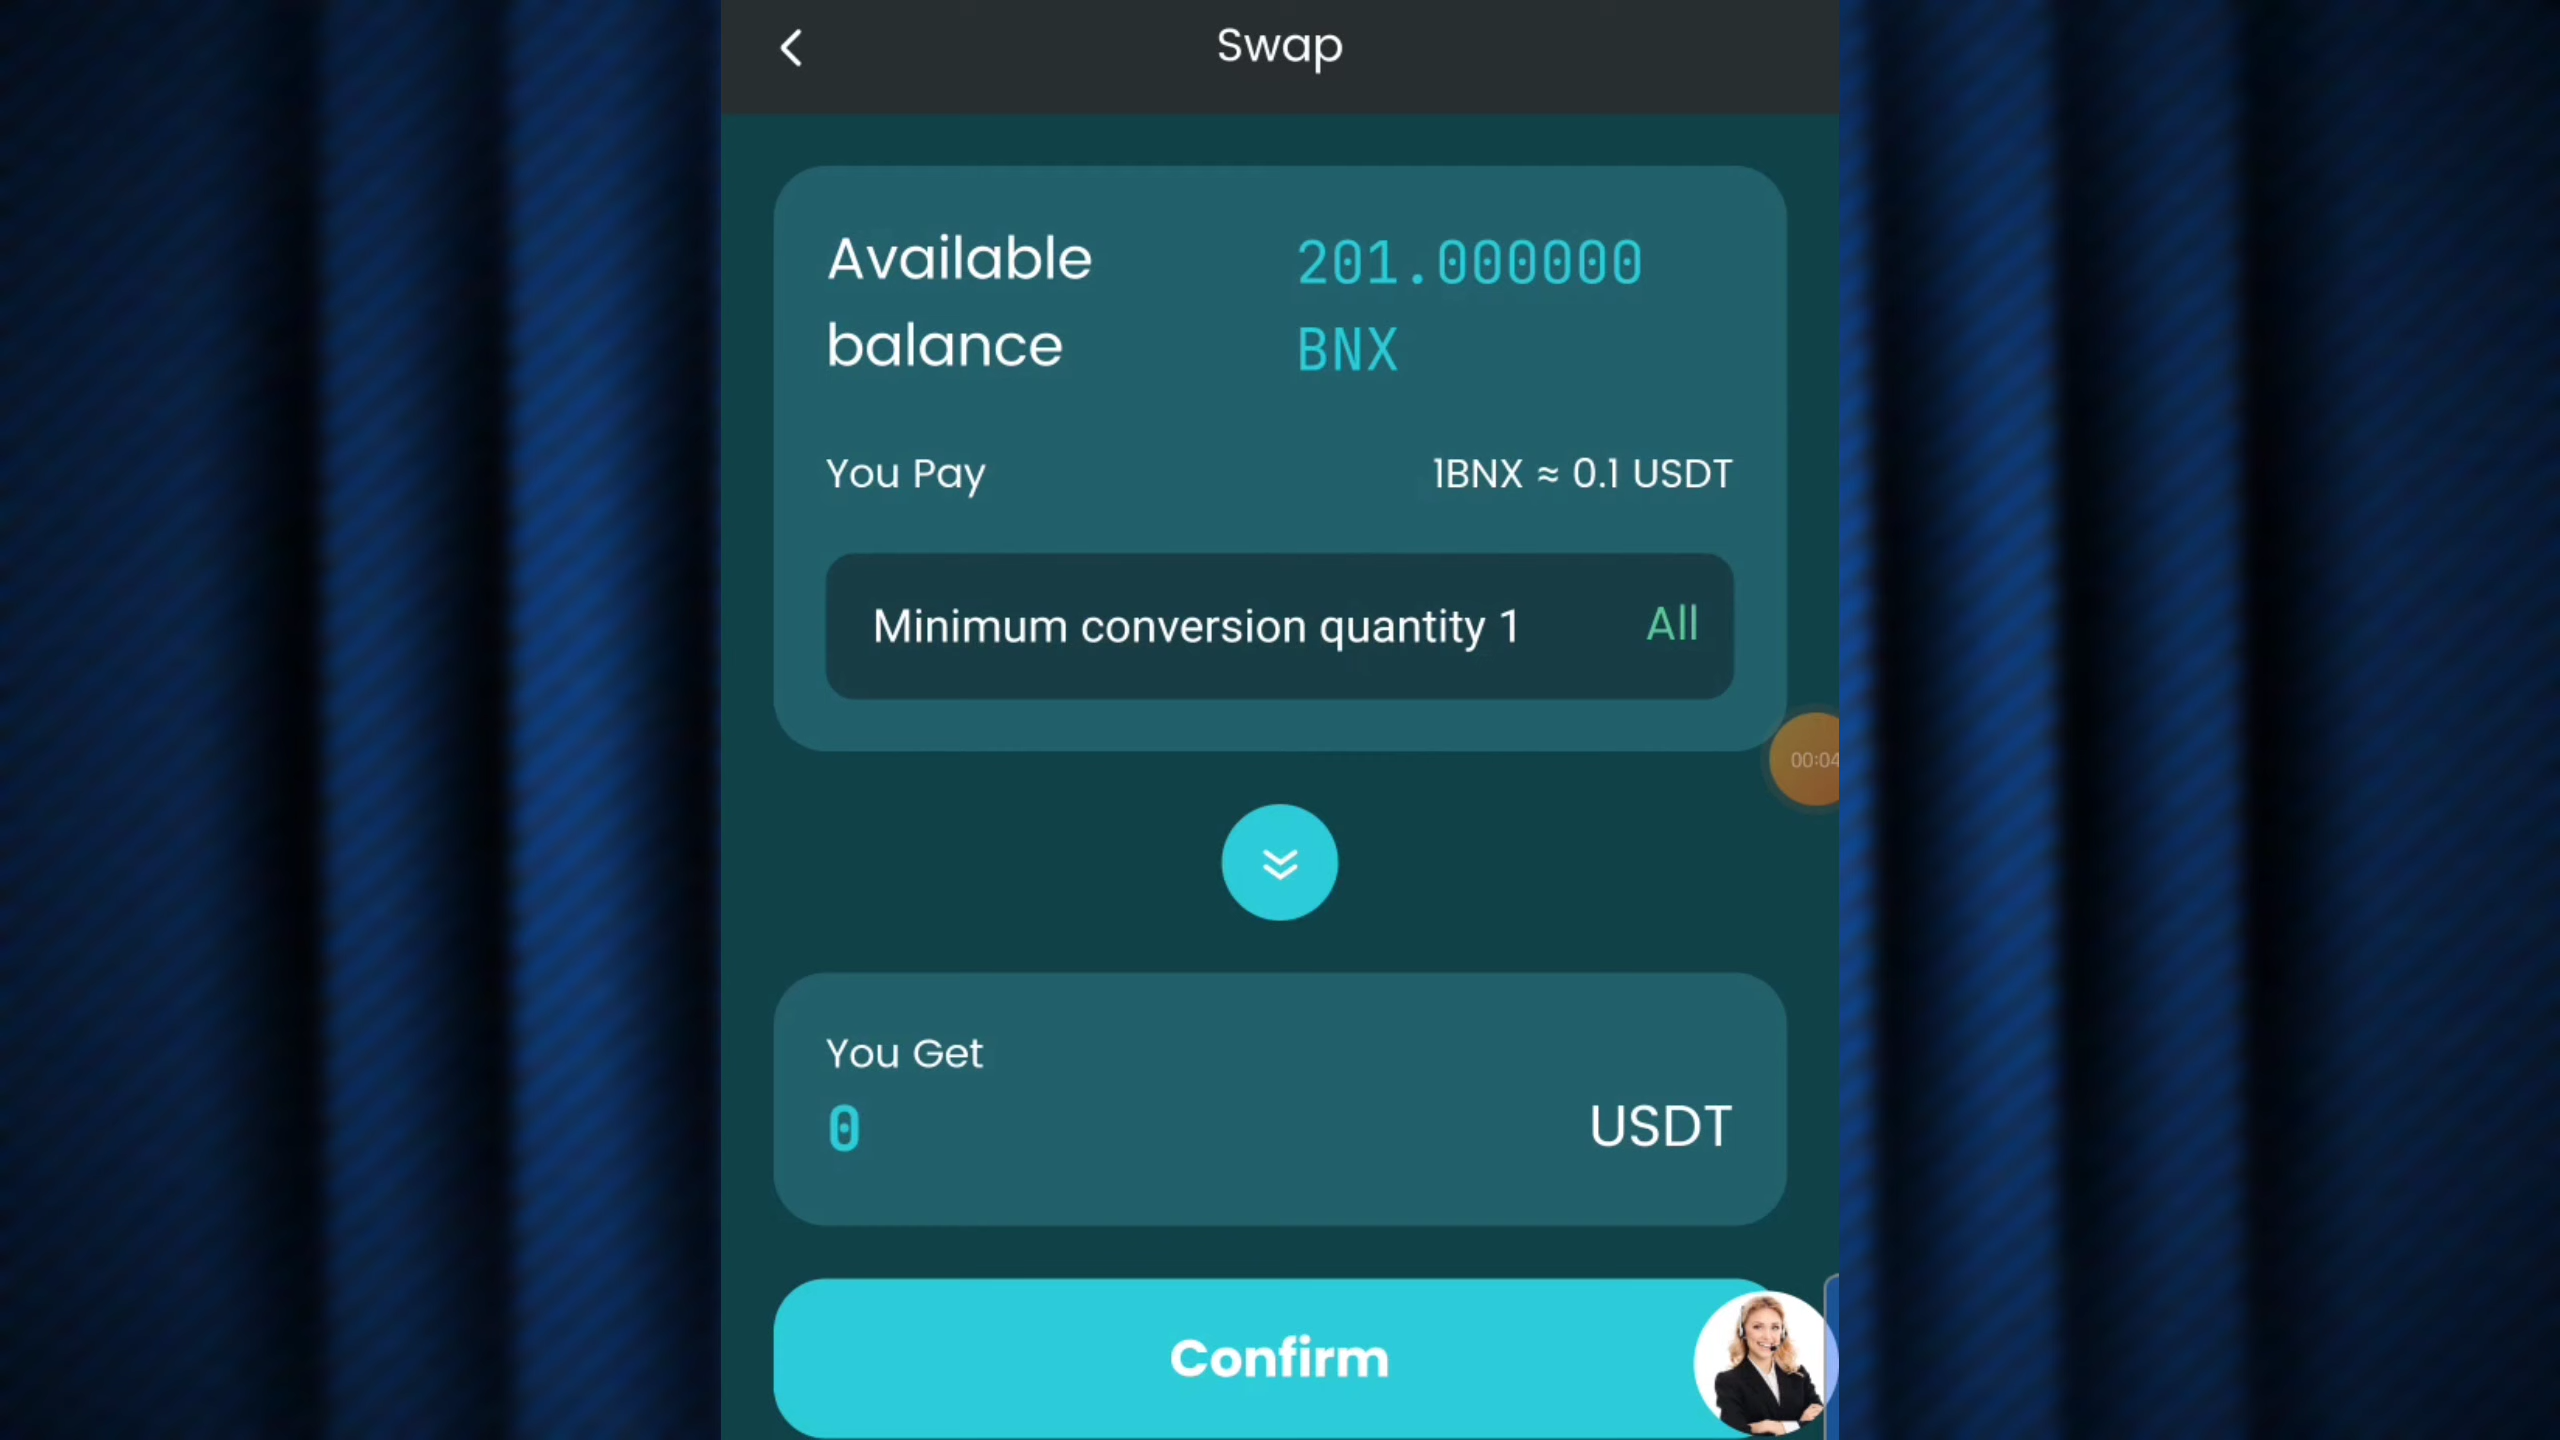 Swap
Available balance
201.000000 BNX
You Pay
1BNX ≈ 0.1 USDT
Minimum conversion quantity 1
All
00:04
You Get
0
USDT
Confirm